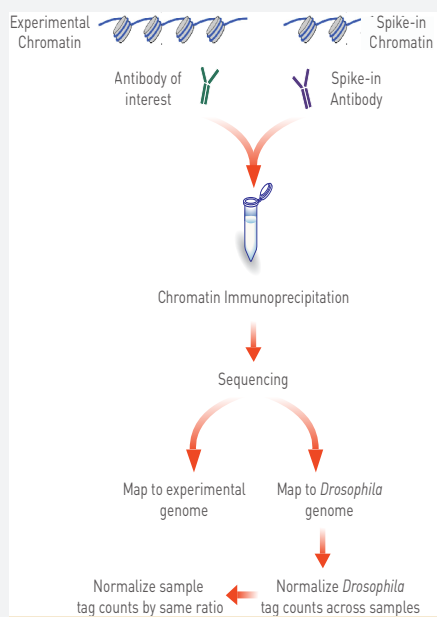 Experimental
Chromatin
Spike-in
Chromatin
Antibody of
interest
Spike-in
Antibody
Chromatin Immunoprecipitation
Sequencing
Map to experimental
genome
Map to Drosophila
genome
Normalize sample
tag counts by same ratio
Normalize Drosophila
tag counts across samples